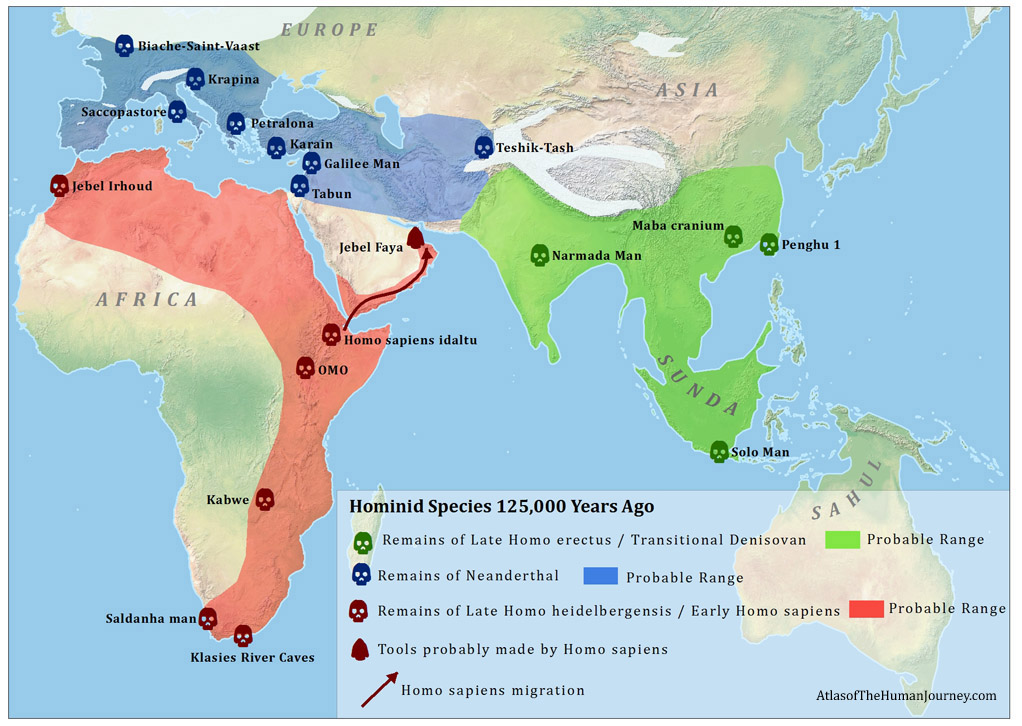 EUROPE
Biache-Saint-Vaast
Krapina
ASIA
Saccopastore
Petralona
Karain
Teshik-Tash
Galilee Man
Jebel Irhoud
Tabun
Maba cranium
Jebel Faya
Penghu 1
Narmada Man
AFRICA
Homo sapiens idaltu
OMO
SUNDA
Solo Man
SAHUL
Kabwe
Saldanha man
Klasies River Caves
Hominid Species 125,000 Years Ago
Remains of Late Homo erectus / Transitional Denisovan Probable Range
Remains of Neanderthal Probable Range
Remains of Late Homo heidelbergensis / Early Homo sapiens Probable Range
Tools probably made by Homo sapiens
Homo sapiens migration
AtlasofTheHumanJourney.com